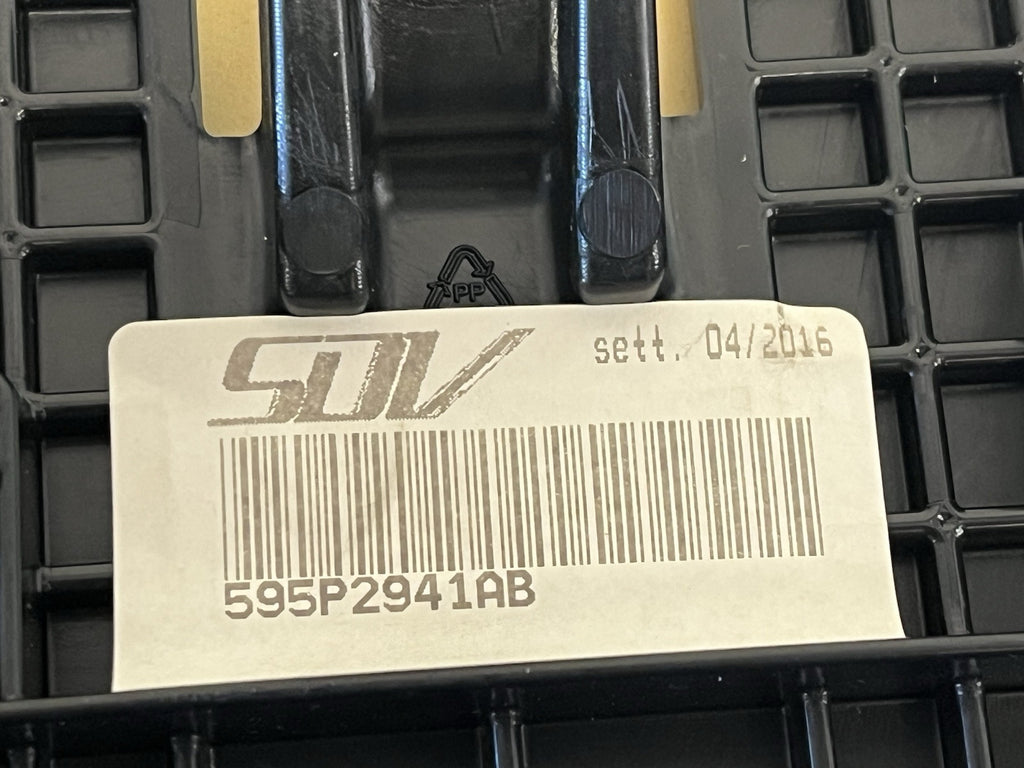 PP
SDV
sett. 04/2016
595P2941AB